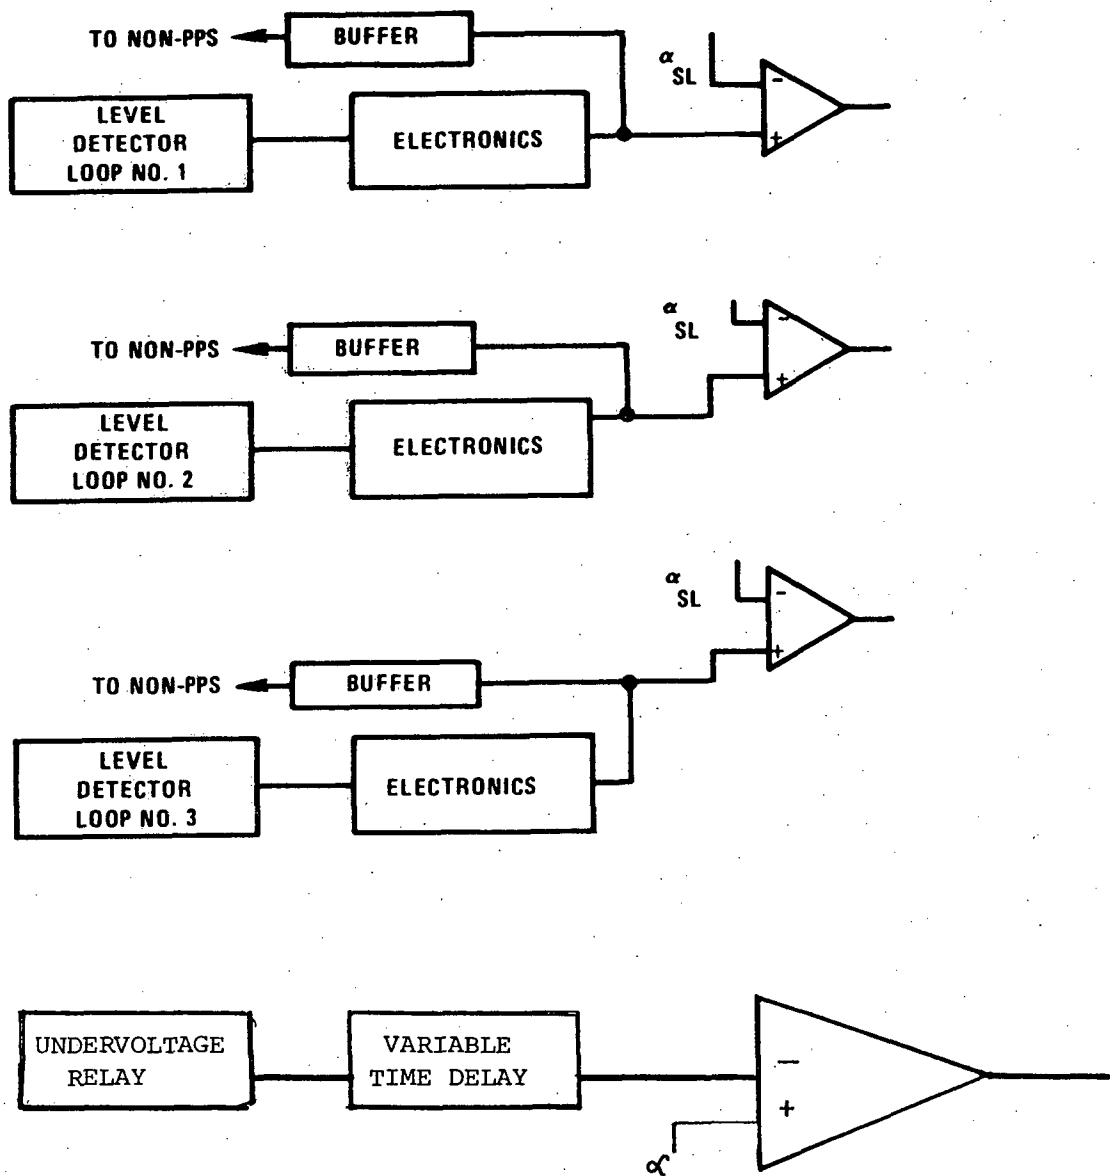 TO NON-PPS
BUFFER
α
SL
LEVEL
DETECTOR
LOOP NO. 1
ELECTRONICS
-
+
TO NON-PPS
BUFFER
α
SL
LEVEL
DETECTOR
LOOP NO. 2
ELECTRONICS
-
+
α
SL
TO NON-PPS
BUFFER
LEVEL
DETECTOR
LOOP NO. 3
ELECTRONICS
-
+
UNDERVOLTAGE
RELAY
VARIABLE
TIME DELAY
-
+
α